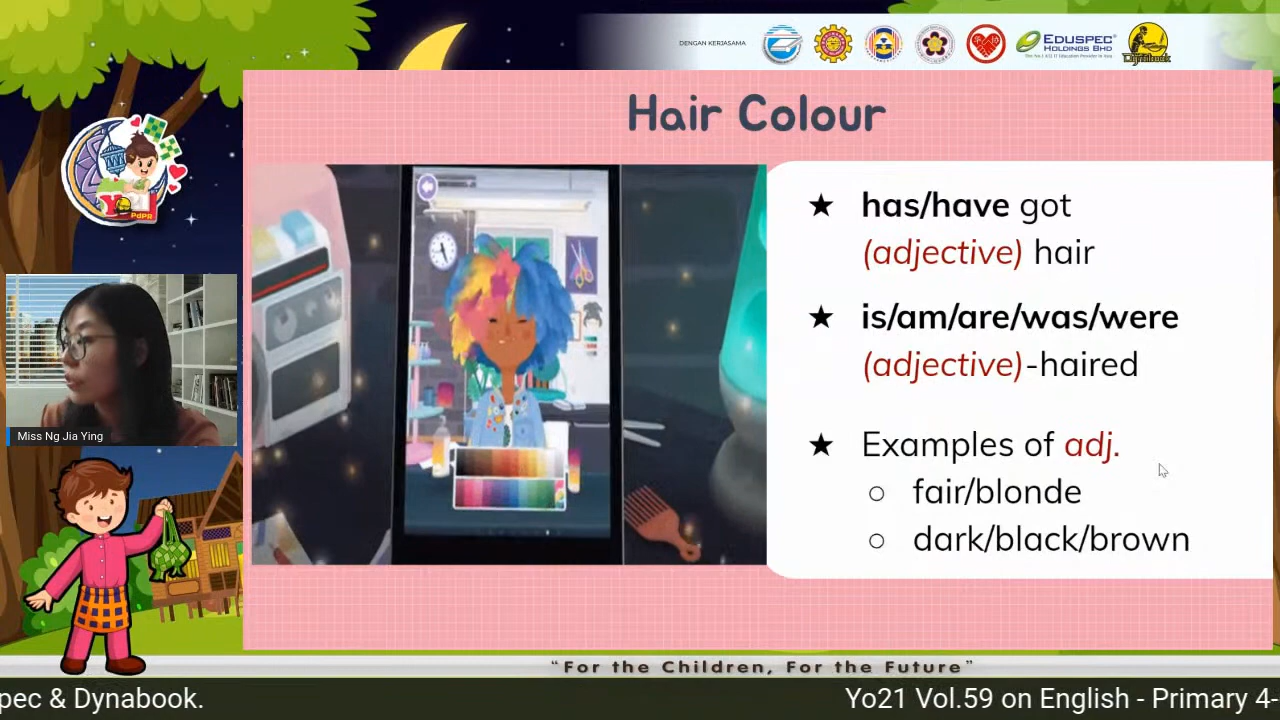 DENGAN KERJASAMA
EDUSPEC
HOLDINGS BHD
Dynabook
Hair Colour
★ has/have got
(adjective) hair
★ is/am/are/was/were
(adjective)-haired
★ Examples of adj.
○ fair/blonde
○ dark/black/brown
PdPR
Miss Ng Jia Ying
“For the Children, For the Future”
pec & Dynabook.
Yo21 Vol.59 on English - Primary 4-